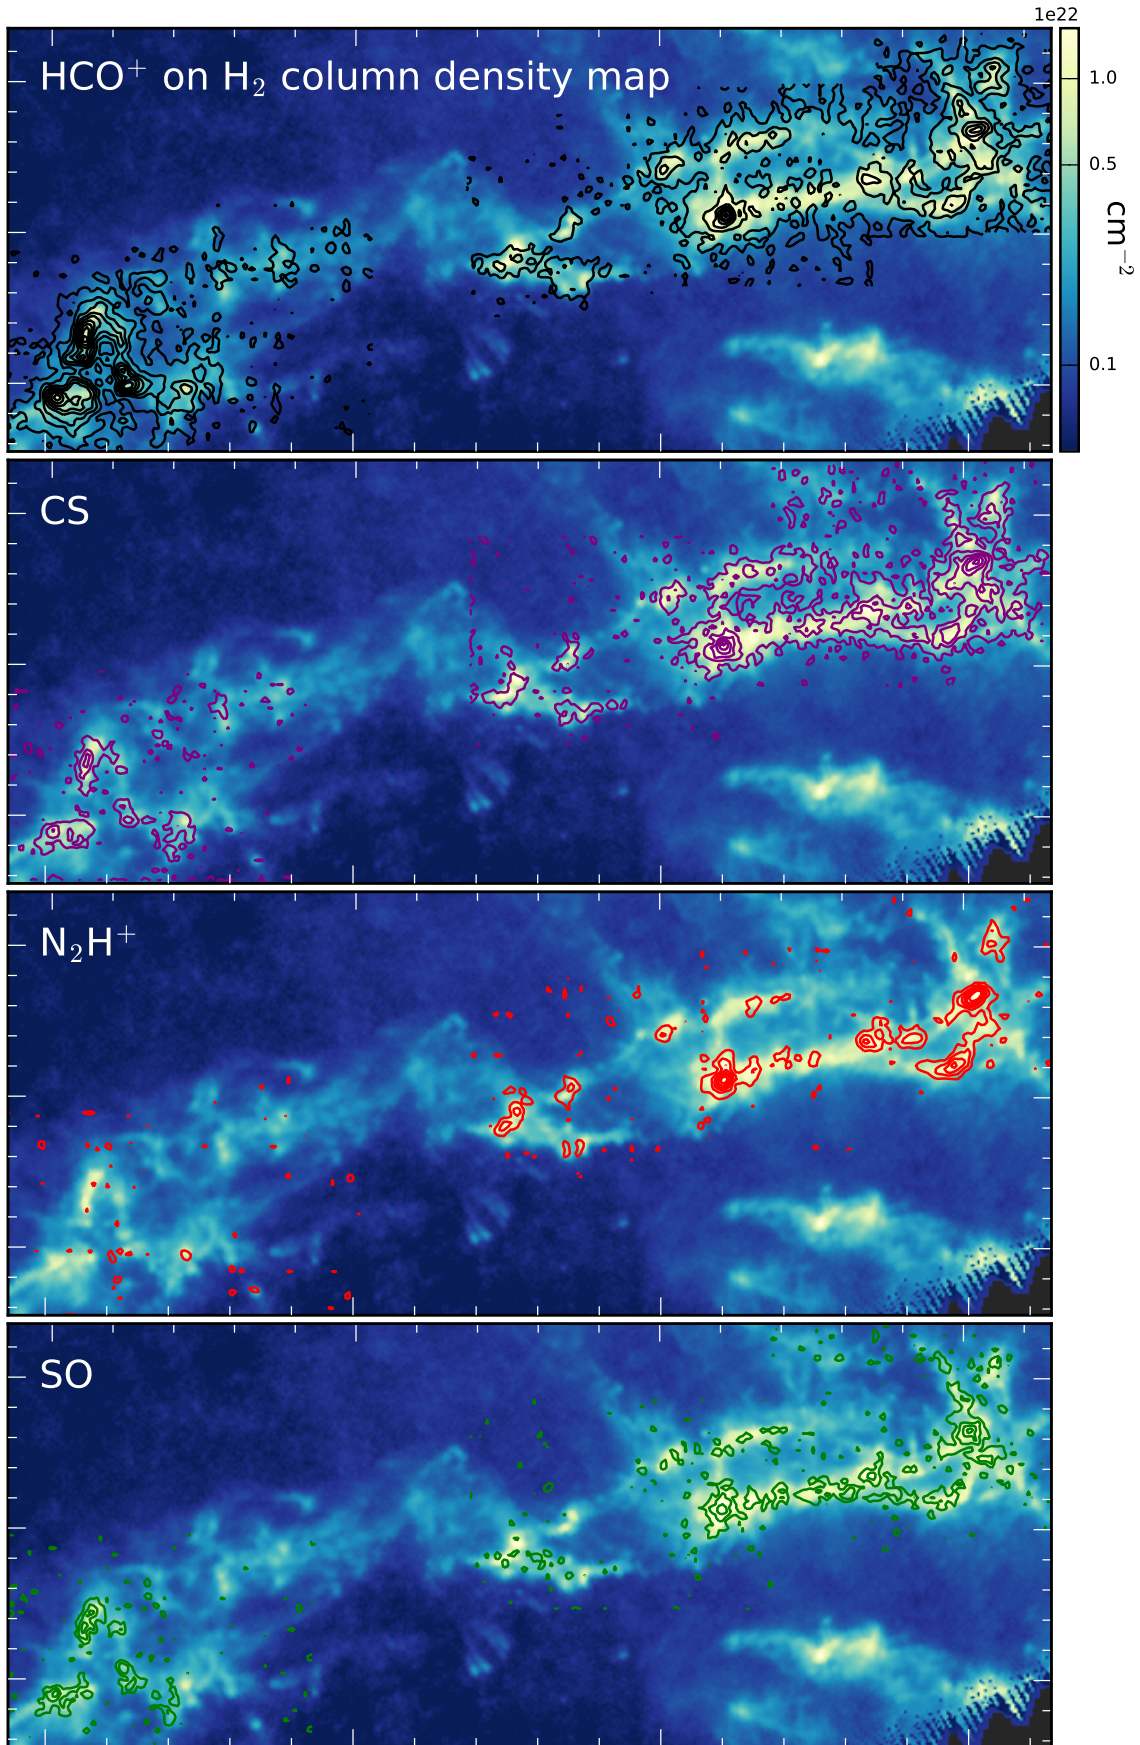 1e22
HCO⁺ on H₂ column density map
1.0
0.5
cm⁻²
0.1
CS
N₂H⁺
SO